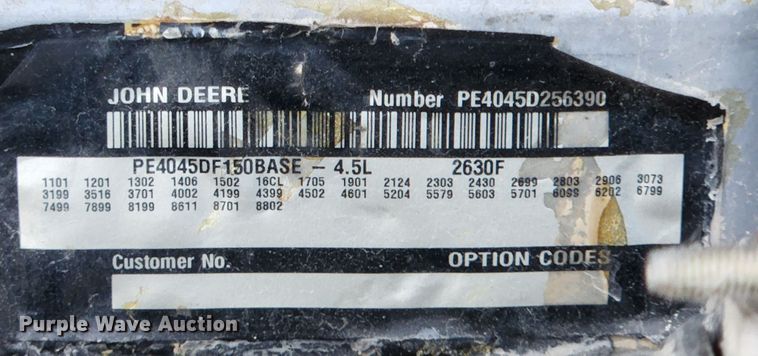 JOHN DEERE Number PE4045D256390
PE4045DF150BASE - 4.5L 2630F
1101 1201 1302 1406 1502 16CL 1705 1901 2124 2303 2430 2699 2803 2906 3073
3199 3516 3701 4002 4199 4399 4502 4601 5204 5579 5603 5701 6099 6202 6799
7499 7899 8199 8611 8701 8802
Customer No. OPTION CODES
Purple Wave Auction